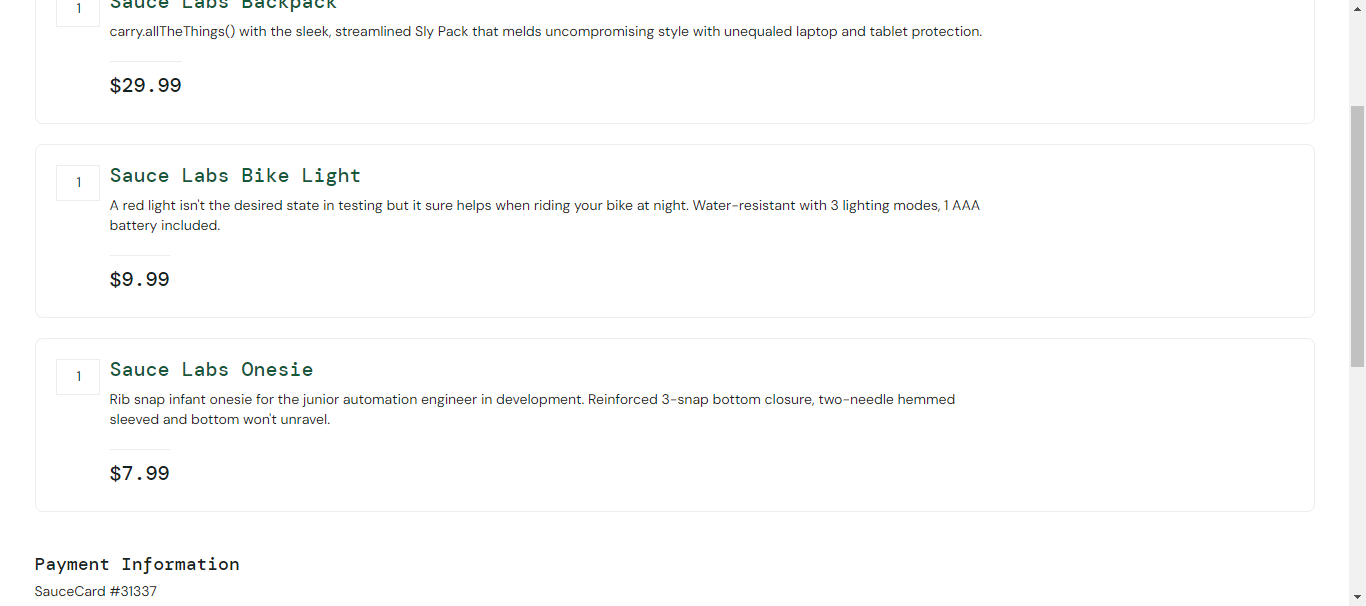 1
Sauce Labs Backpack
carry.allTheThings() with the sleek, streamlined Sly Pack that melds uncompromising style with unequaled laptop and tablet protection.
$29.99
1
Sauce Labs Bike Light
A red light isn't the desired state in testing but it sure helps when riding your bike at night. Water-resistant with 3 lighting modes, 1 AAA
battery included.
$9.99
1
Sauce Labs Onesie
Rib snap infant onesie for the junior automation engineer in development. Reinforced 3-snap bottom closure, two-needle hemmed
sleeved and bottom won't unravel.
$7.99
Payment Information
SauceCard #31337